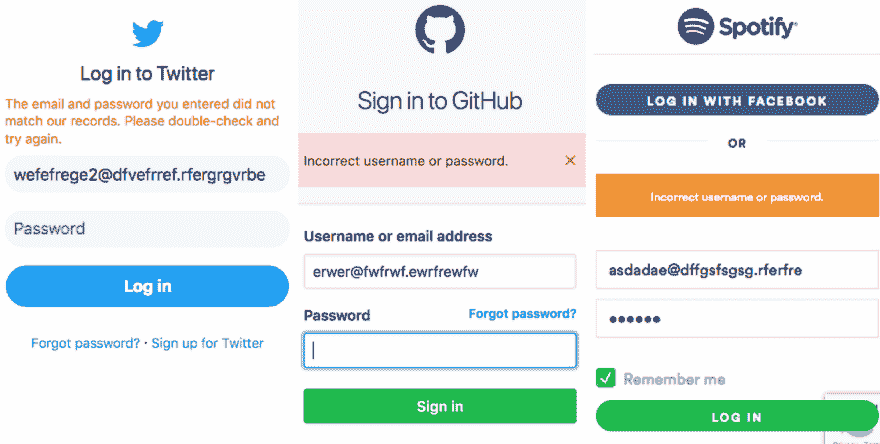 Log in to Twitter
The email and password you entered did not
match our records. Please double-check and
try again.
wefefrege2@dfvefrref.rfergrgvrbe
Password
Log in
Forgot password? · Sign up for Twitter
Sign in to GitHub
Incorrect username or password. ×
Username or email address
erwer@fwfrwf.ewrfrewfw
Password Forgot password?
Sign in
Spotify
LOG IN WITH FACEBOOK
OR
Incorrect username or password.
asdadae@dffgsfsgsg.rferfre
••••••
Remember me
LOG IN